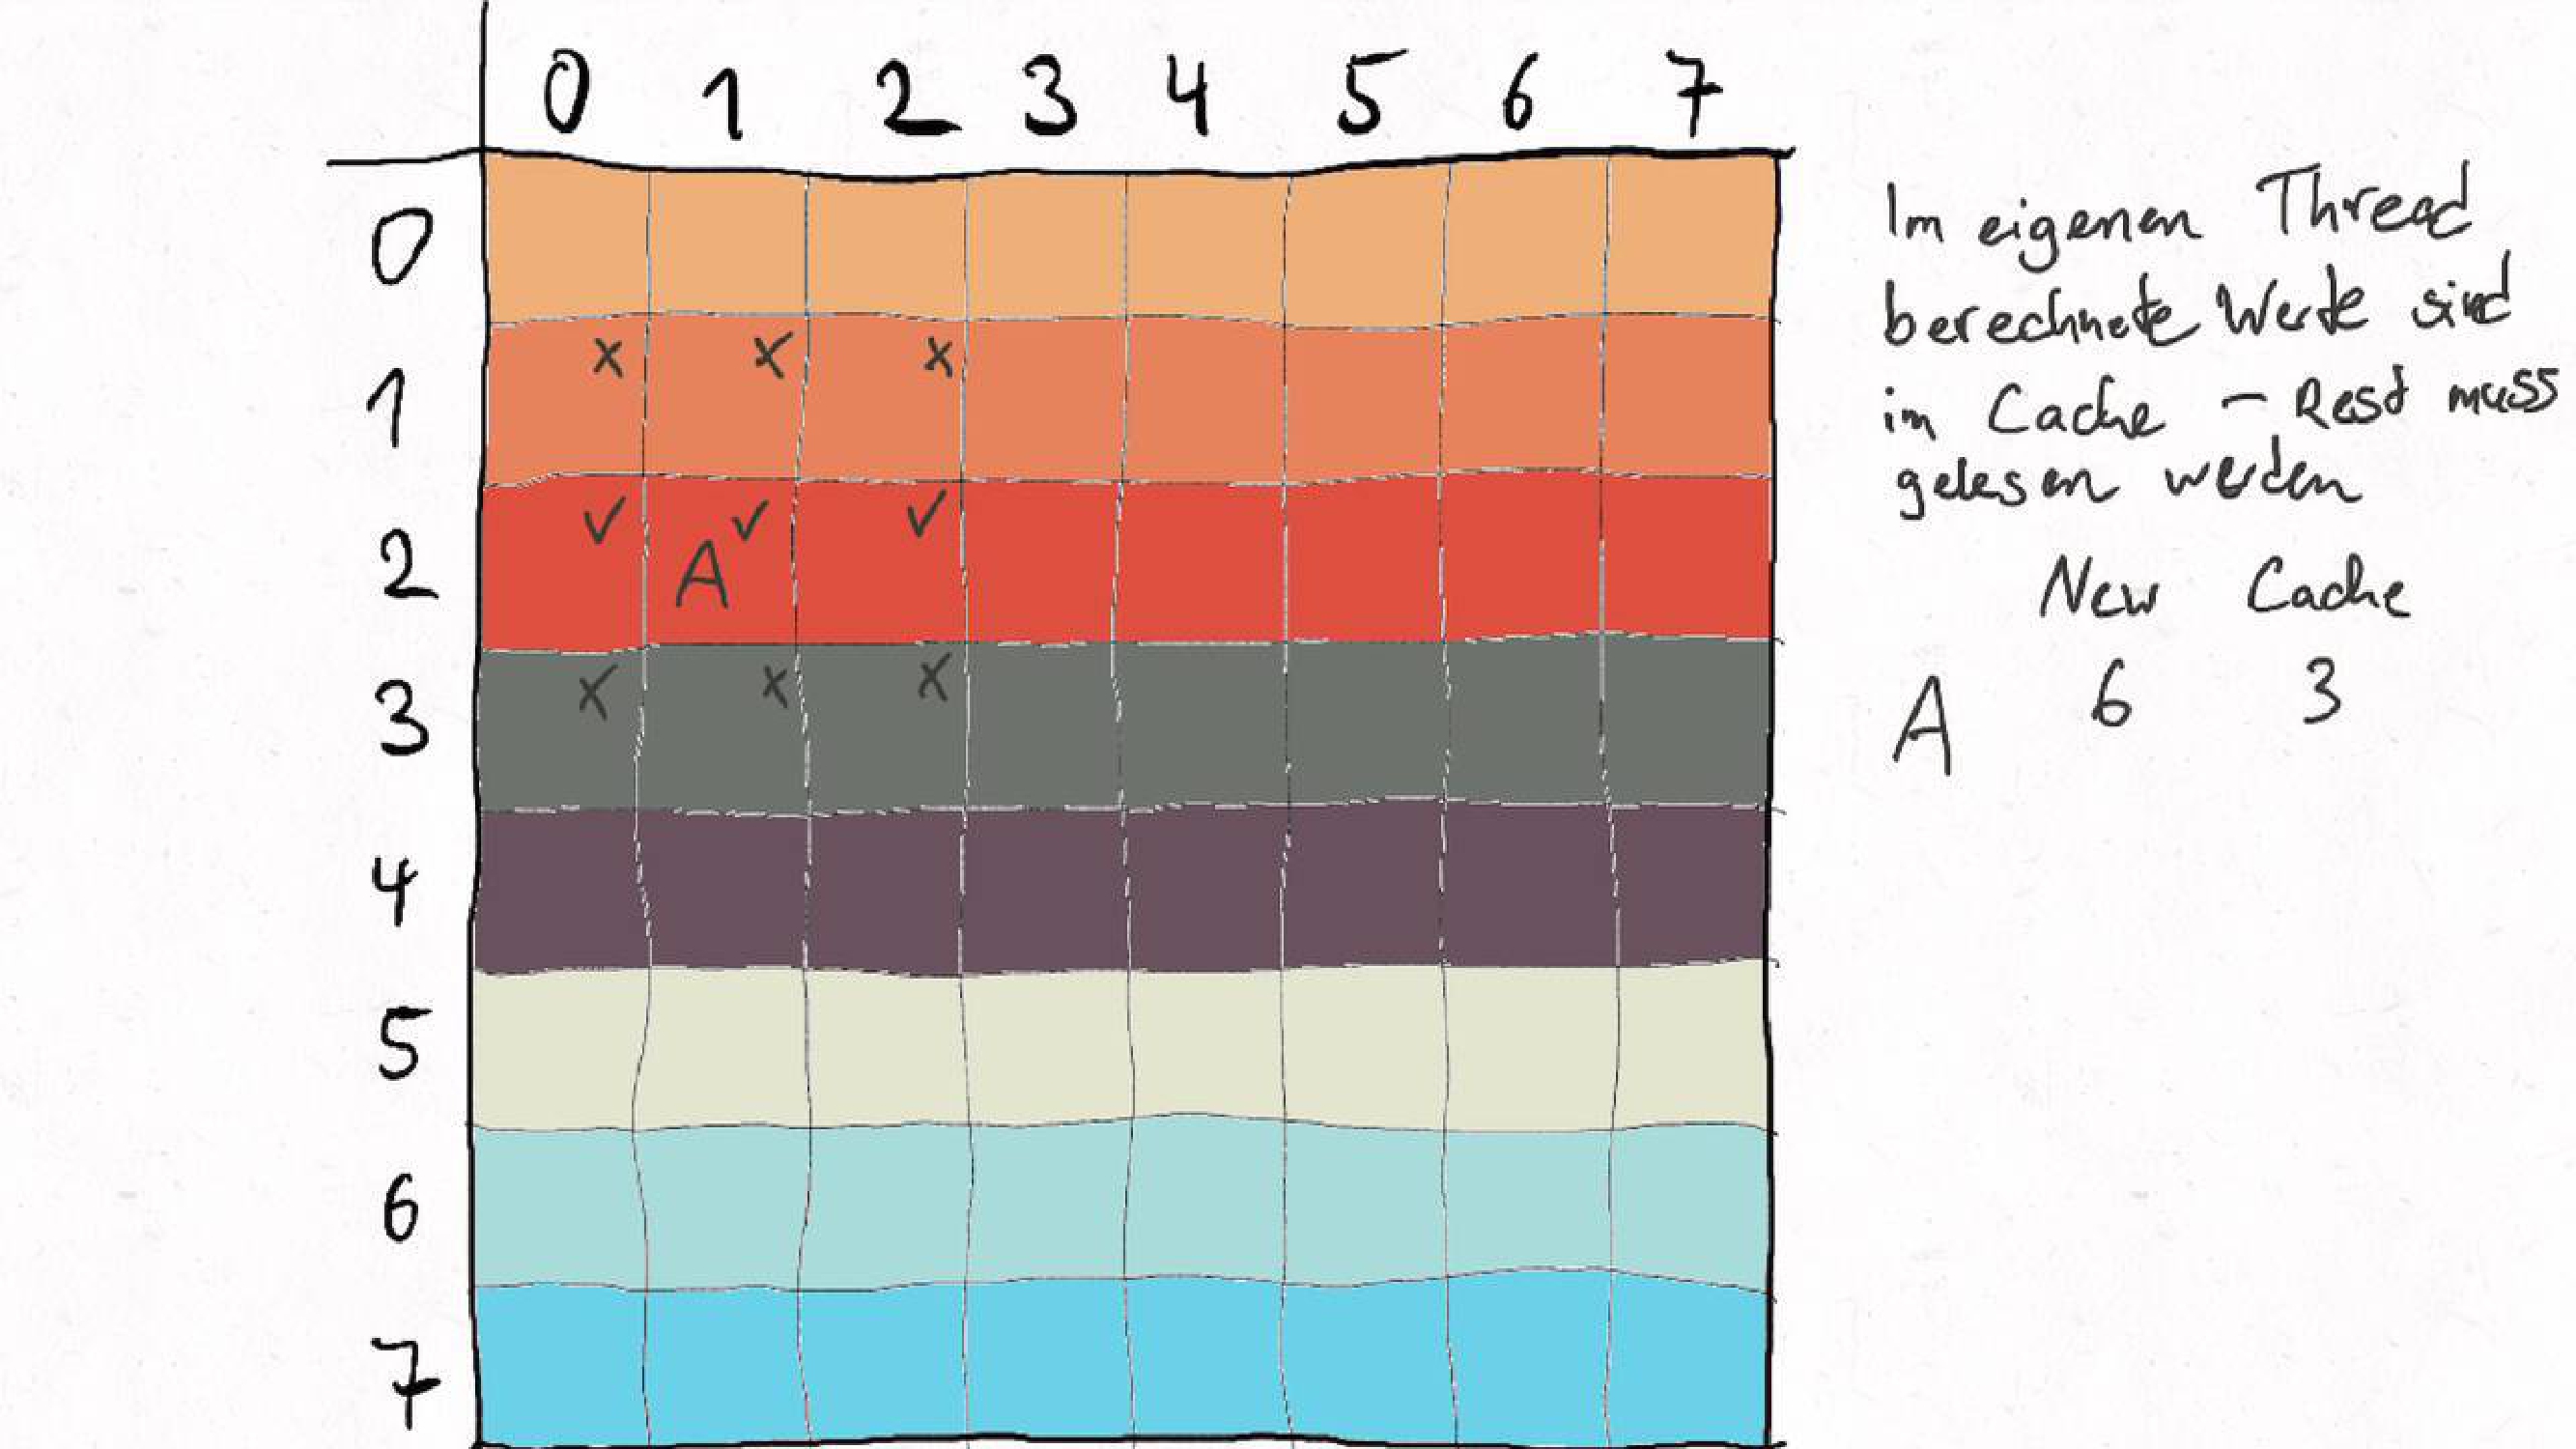 0 1 2 3 4 5 6 7
0
1 x x x
2 ✓ A ✓ ✓
3 x x x
4
5
6
7
Im eigenen Thread
berechnete Werte sind
im Cache - Rest muss
gelesen werden
New Cache
A 6 3